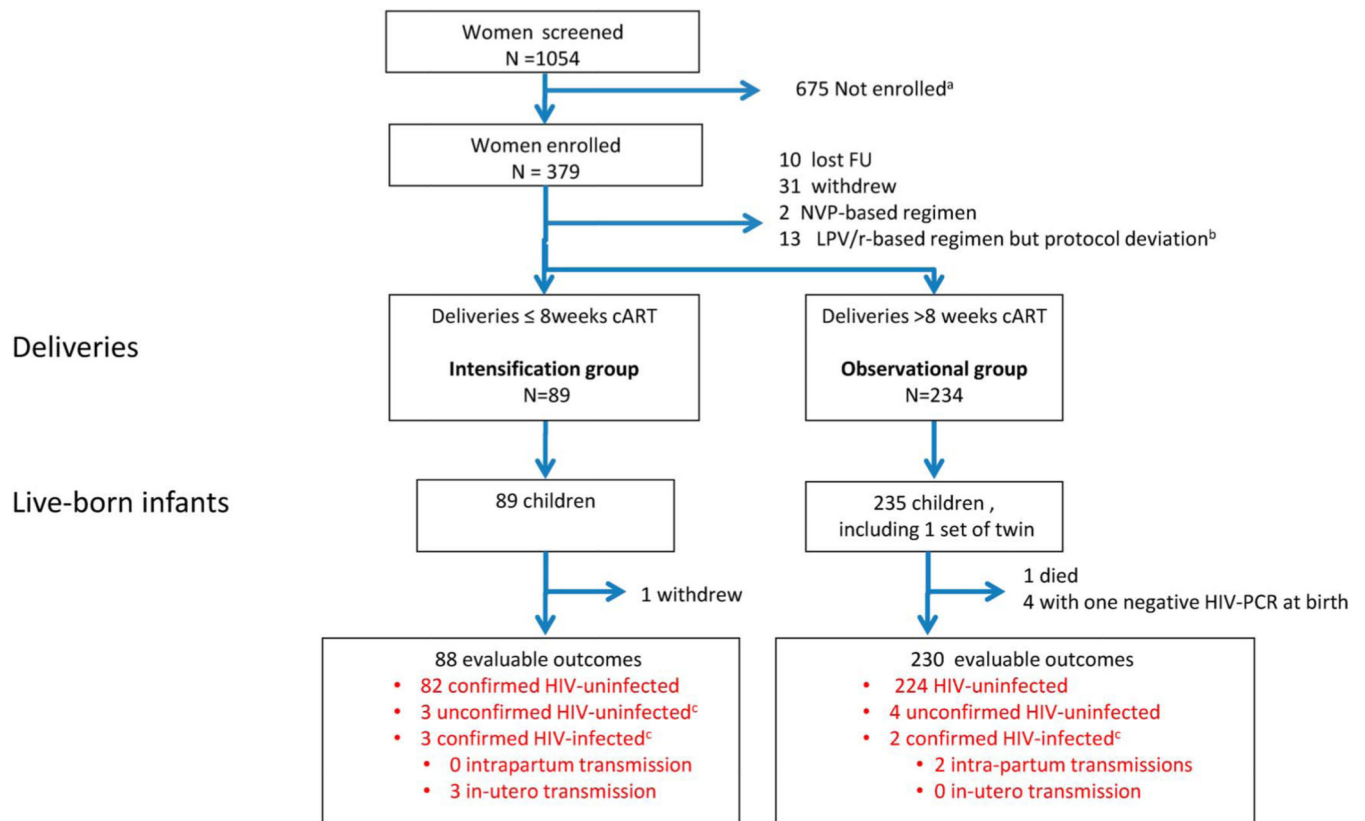 Women screened
N =1054
675 Not enrolledᵃ
Women enrolled
N = 379
10 lost FU
31 withdrew
2 NVP-based regimen
13 LPV/r-based regimen but protocol deviationᵇ
Deliveries
Deliveries ≤ 8weeks cART
Intensification group
N=89
Deliveries >8 weeks cART
Observational group
N=234
Live-born infants
89 children
235 children ,
including 1 set of twin
1 withdrew
1 died
4 with one negative HIV-PCR at birth
88 evaluable outcomes
• 82 confirmed HIV-uninfected
• 3 unconfirmed HIV-uninfectedᶜ
• 3 confirmed HIV-infectedᶜ
• 0 intrapartum transmission
• 3 in-utero transmission
230 evaluable outcomes
• 224 HIV-uninfected
• 4 unconfirmed HIV-uninfected
• 2 confirmed HIV-infectedᶜ
• 2 intra-partum transmissions
• 0 in-utero transmission